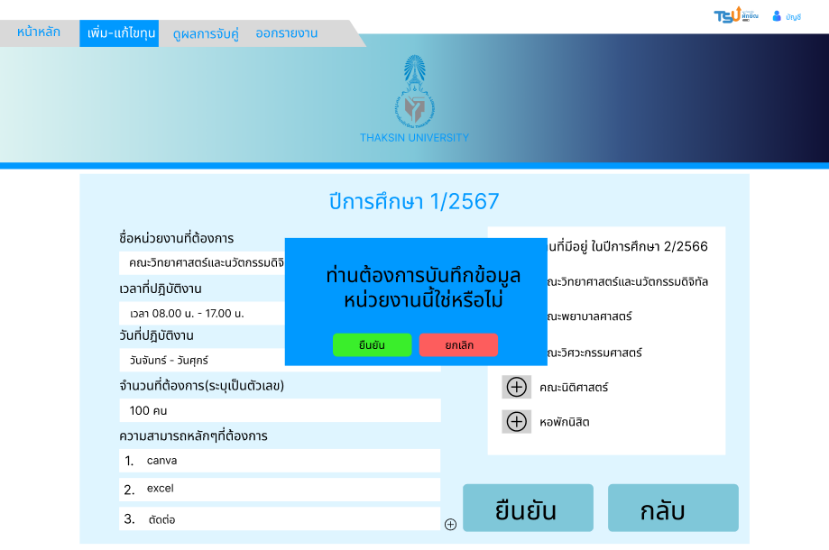 TSU
บัญชี
หน้าหลัก
เพิ่ม-แก้ไขทุน
ดูผลการจับคู่
ออกรายงาน
THAKSIN UNIVERSITY
ปีการศึกษา 1/2567
ชื่อหน่วยงานที่ต้องการ
คณะวิทยาศาสตร์และนวัตกรรมดิจิ
เวลาที่ปฎิบัติงาน
เวลา 08.00 น. - 17.00 น.
วันที่ปฎิบัติงาน
วันจันทร์ - วันศุกร์
จำนวนที่ต้องการ(ระบุเป็นตัวเลข)
100 คน
ความสามารถหลักๆที่ต้องการ
1. canva
2. excel
3. ตัดต่อ
ท่านต้องการบันทึกข้อมูล
หน่วยงานนี้ใช่หรือไม่
ยืนยัน
ยกเลิก
นที่มีอยู่ ในปีการศึกษา 2/2566
ณะวิทยาศาสตร์และนวัตกรรมดิจิทัล
ณะพยาบาลศาสตร์
ณะวิศวะกรรมศาสตร์
คณะนิติศาสตร์
หอพักนิสิต
ยืนยัน
กลับ